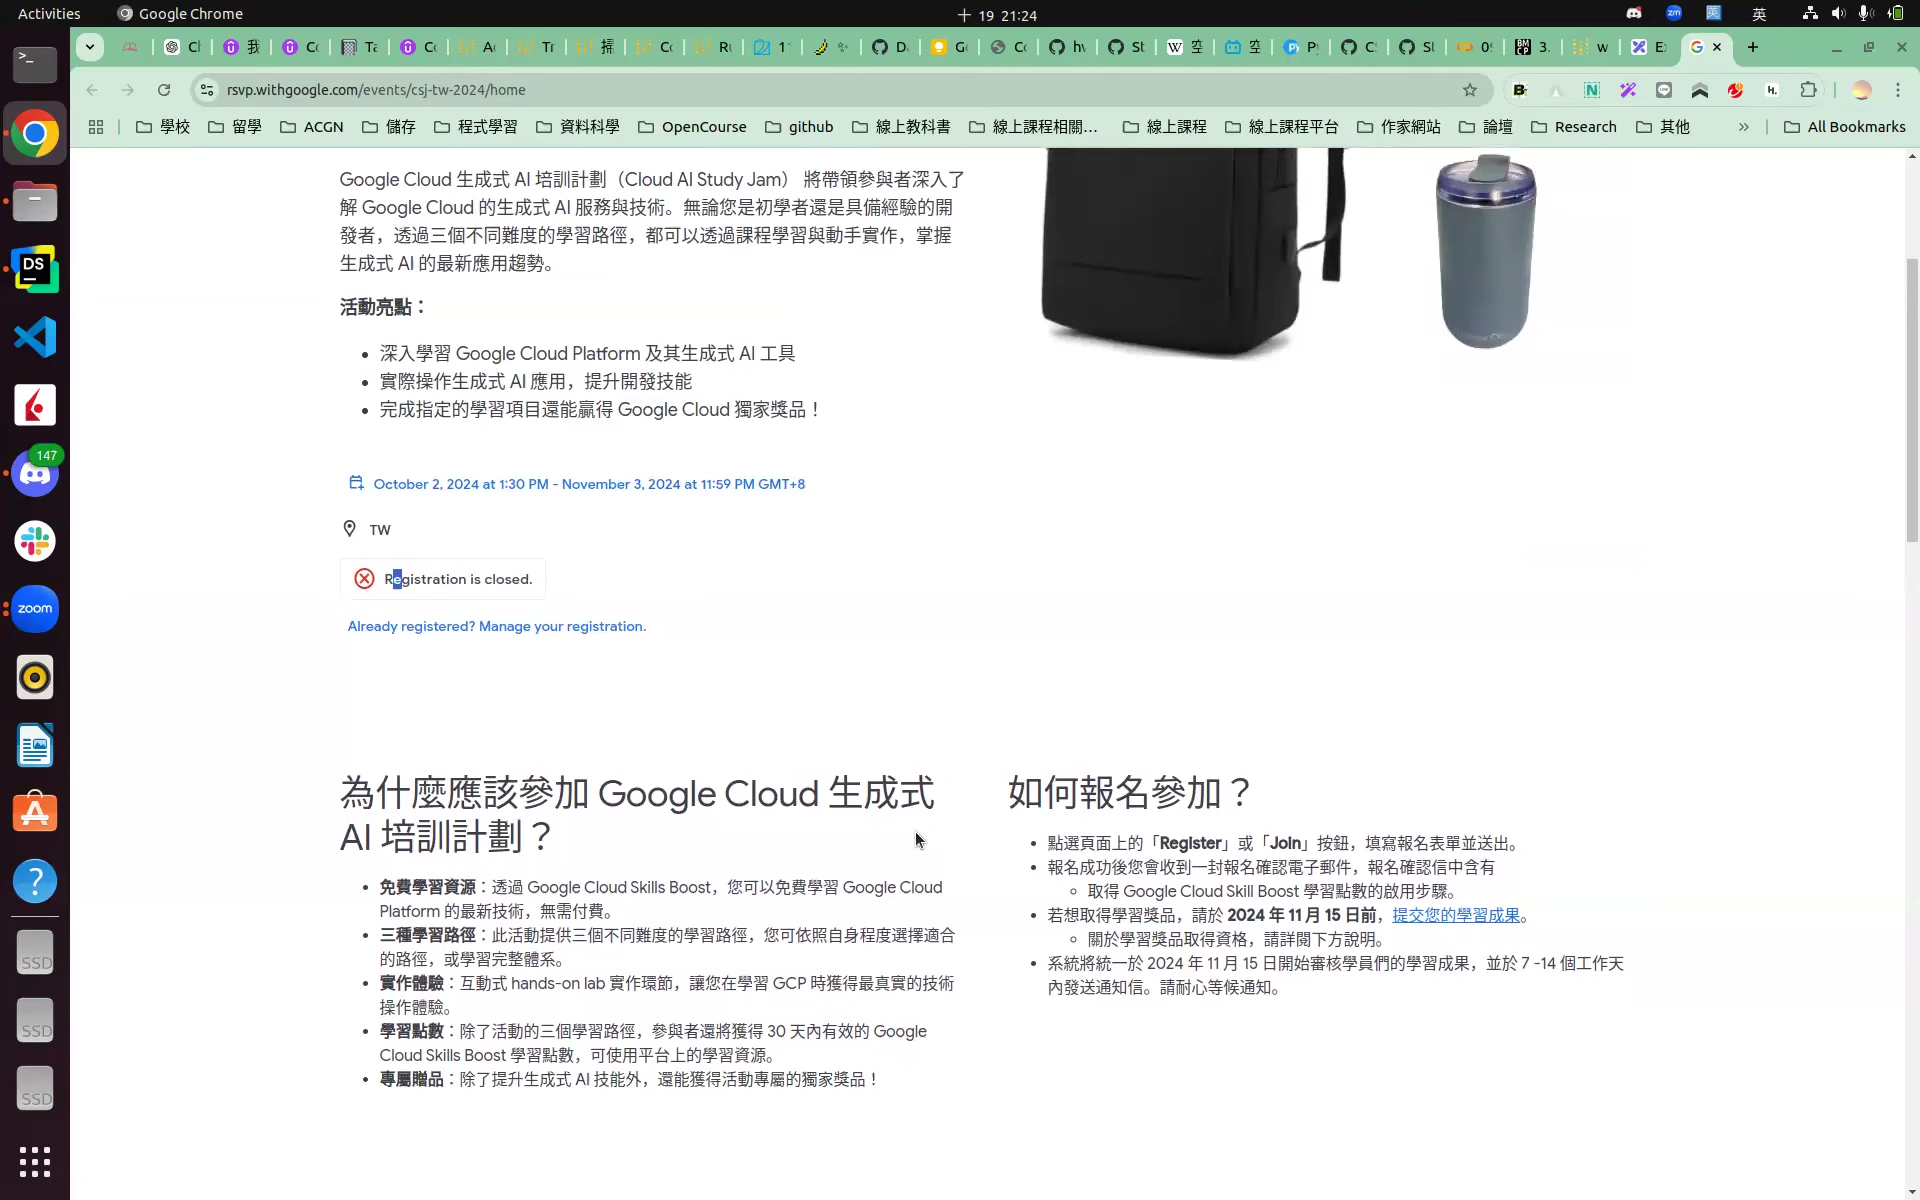 Activities
Google Chrome
十 19 21:24
英
rsvp.withgoogle.com/events/csj-tw-2024/home
學校
留學
ACGN
儲存
程式學習
資料科學
OpenCourse
github
線上教科書
線上課程相關...
線上課程
線上課程平台
作家網站
論壇
Research
其他
All Bookmarks
Google Cloud 生成式 AI 培訓計劃（Cloud AI Study Jam） 將帶領參與者深入了
解 Google Cloud 的生成式 AI 服務與技術。無論您是初學者還是具備經驗的開
發者，透過三個不同難度的學習路徑，都可以透過課程學習與動手實作，掌握
生成式 AI 的最新應用趨勢。
活動亮點：
深入學習 Google Cloud Platform 及其生成式 AI 工具
實際操作生成式 AI 應用，提升開發技能
完成指定的學習項目還能贏得 Google Cloud 獨家獎品！
October 2, 2024 at 1:30 PM - November 3, 2024 at 11:59 PM GMT+8
TW
Registration is closed.
Already registered? Manage your registration.
為什麼應該參加 Google Cloud 生成式
AI 培訓計劃？
免費學習資源：透過 Google Cloud Skills Boost，您可以免費學習 Google Cloud
Platform 的最新技術，無需付費。
三種學習路徑：此活動提供三個不同難度的學習路徑，您可依照自身程度選擇適合
的路徑，或學習完整體系。
實作體驗：互動式 hands-on lab 實作環節，讓您在學習 GCP 時獲得最真實的技術
操作體驗。
學習點數：除了活動的三個學習路徑，參與者還將獲得 30 天內有效的 Google
Cloud Skills Boost 學習點數，可使用平台上的學習資源。
專屬贈品：除了提升生成式 AI 技能外，還能獲得活動專屬的獨家獎品！
如何報名參加？
點選頁面上的「Register」或「Join」按鈕，填寫報名表單並送出。
報名成功後您會收到一封報名確認電子郵件，報名確認信中含有
取得 Google Cloud Skill Boost 學習點數的啟用步驟。
若想取得學習獎品，請於 2024 年 11 月 15 日前，提交您的學習成果。
關於學習獎品取得資格，請詳閱下方說明。
系統將統一於 2024 年 11 月 15 日開始審核學員們的學習成果，並於 7 -14 個工作天
內發送通知信。請耐心等候通知。
DS
147
zoom
SSD
SSD
SSD